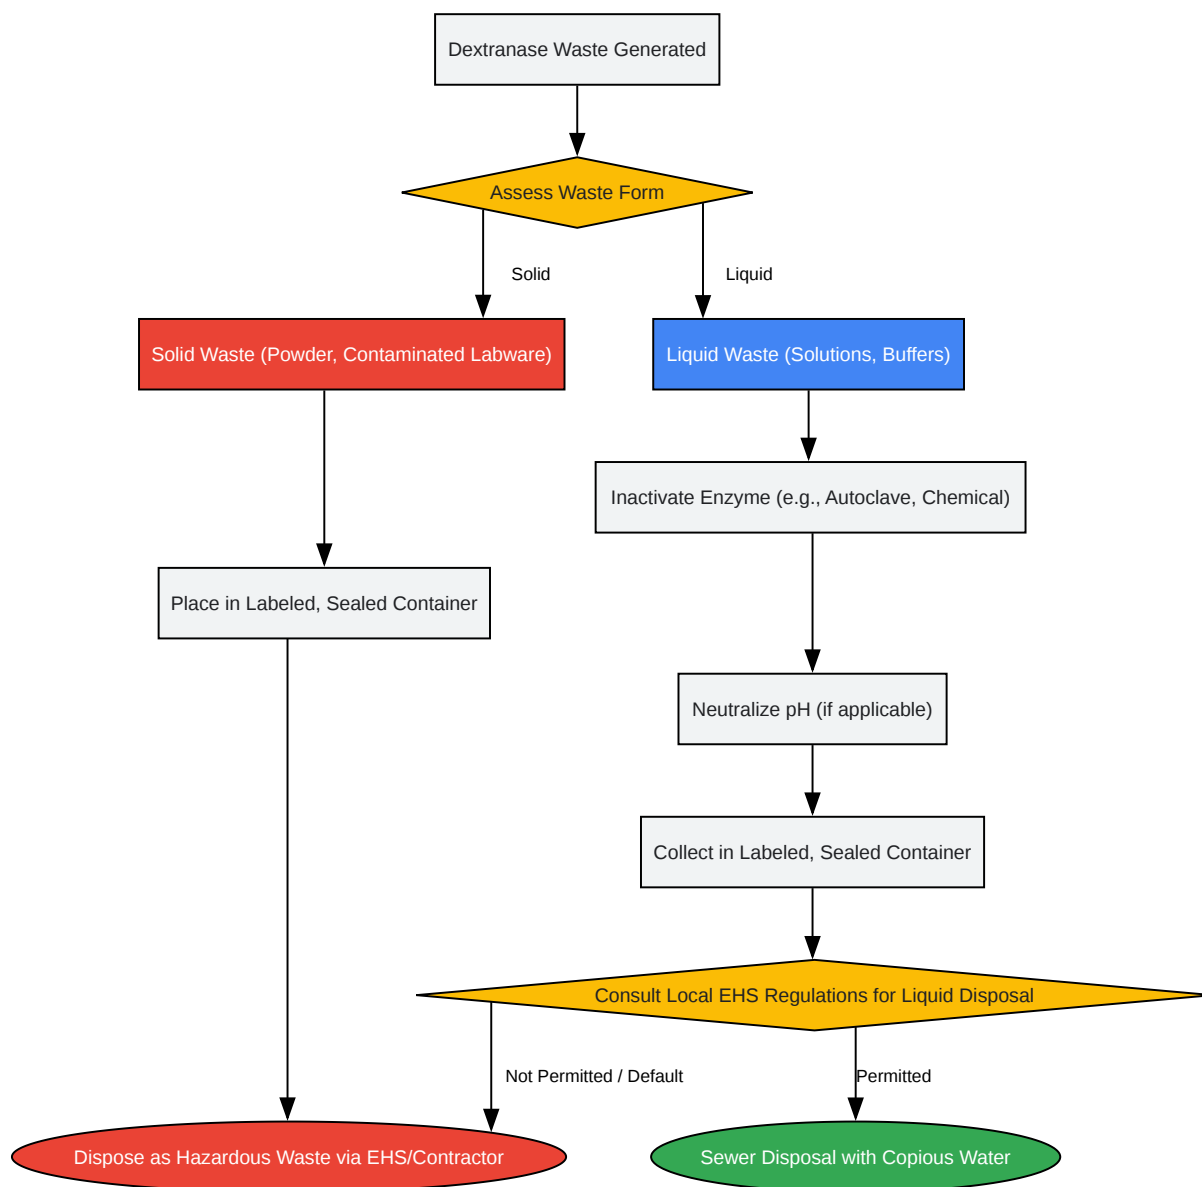 Dextranase Waste Generated
Assess Waste Form
Solid
Liquid
Solid Waste (Powder, Contaminated Labware)
Liquid Waste (Solutions, Buffers)
Inactivate Enzyme (e.g., Autoclave, Chemical)
Place in Labeled, Sealed Container
Neutralize pH (if applicable)
Collect in Labeled, Sealed Container
Consult Local EHS Regulations for Liquid Disposal
Not Permitted / Default
Permitted
Dispose as Hazardous Waste via EHS/Contractor
Sewer Disposal with Copious Water